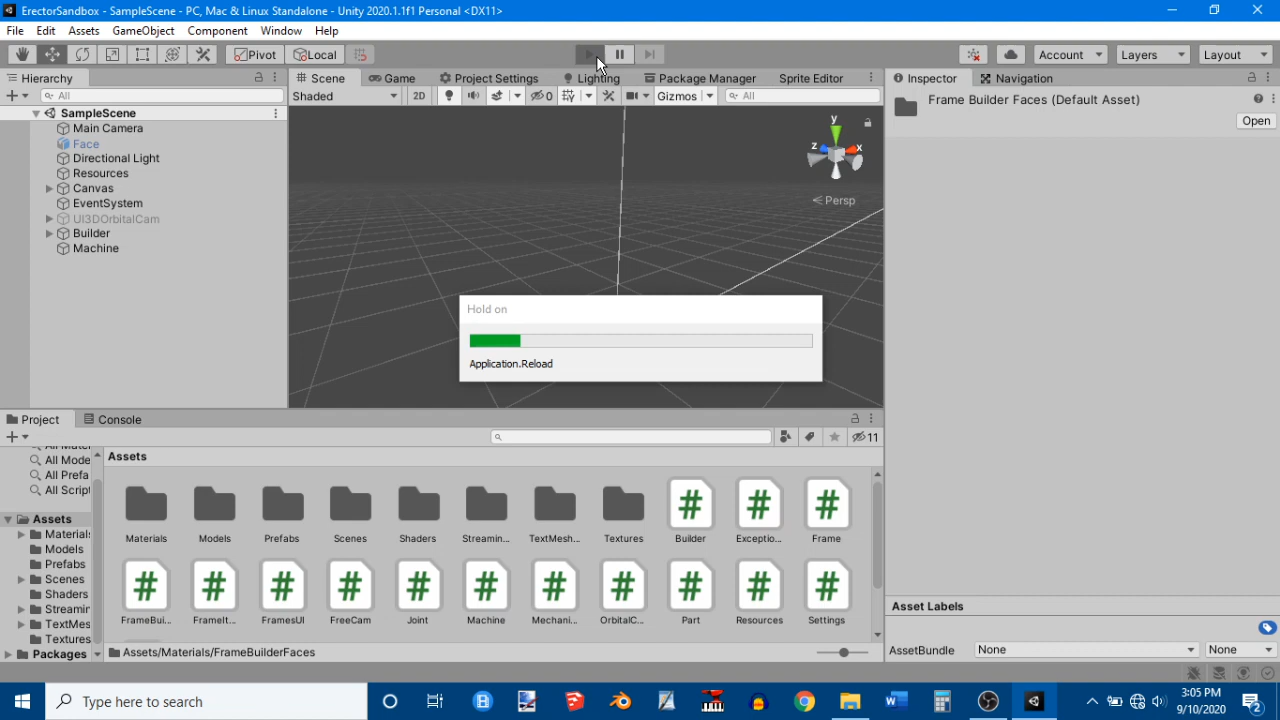 ErectorSandbox - SampleScene - PC, Mac & Linux Standalone - Unity 2020.1.1f1 Personal <DX11>
File Edit Assets GameObject Component Window Help
Pivot Local Account Layers Layout
Hierarchy Scene Game Project Settings Lighting Package Manager Sprite Editor Inspector Navigation
All Shaded 2D 0 Gizmos All
Frame Builder Faces (Default Asset)
Open
SampleScene
Main Camera
Face
Directional Light
Resources
Canvas
EventSystem
UI3DOrbitalCam
Builder
Machine
y
z x
Persp
Hold on
Application.Reload
Project Console
11
All Mode
All Prefa
All Script
Assets
Materials
Models
Prefabs
Scenes
Shaders
Streamin
TextMes
Textures
Packages
Assets
Materials Models Prefabs Scenes Shaders Streamin... TextMesh... Textures Builder Exceptio... Frame
FrameBui... FrameIt... FramesUI FreeCam Joint Machine Mechani... OrbitalC... Part Resources Settings
Assets/Materials/FrameBuilderFaces
Asset Labels
AssetBundle None None
Type here to search
3:05 PM
9/10/2020
2